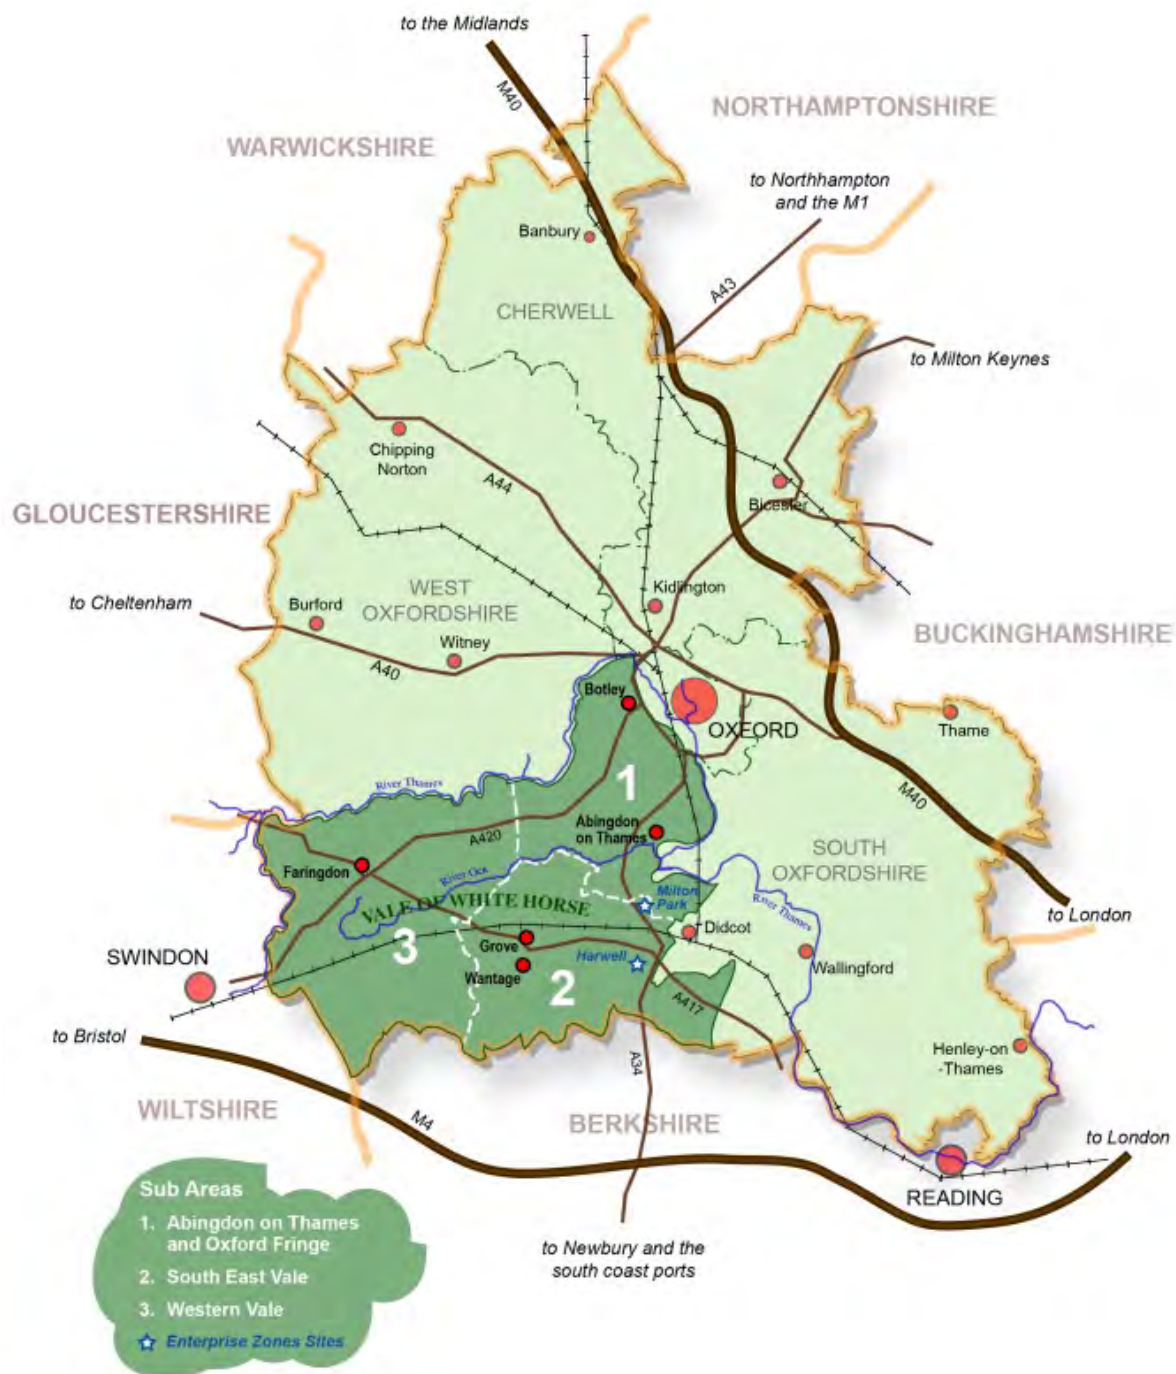 to the Midlands
M40
NORTHAMPTONSHIRE
WARWICKSHIRE
to Northhampton
and the M1
Banbury
A43
CHERWELL
to Milton Keynes
Chipping
Norton
A44
Bicester
GLOUCESTERSHIRE
Kidlington
WEST
OXFORDSHIRE
to Cheltenham
Burford
BUCKINGHAMSHIRE
Witney
A40
Botley
OXFORD
Thame
River Thames
1
M40
Abingdon
on Thames
A420
SOUTH
OXFORDSHIRE
Faringdon
River Ock
Milton
Park
River Thames
VALE OF WHITE HORSE
to London
Didcot
3
Grove
SWINDON
Harwell
Wallingford
Wantage
2
A417
to Bristol
Henley-on
-Thames
A34
WILTSHIRE
M4
BERKSHIRE
to London
READING
Sub Areas
1. Abingdon on Thames
and Oxford Fringe
to Newbury and the
south coast ports
2. South East Vale
3. Western Vale
Enterprise Zones Sites